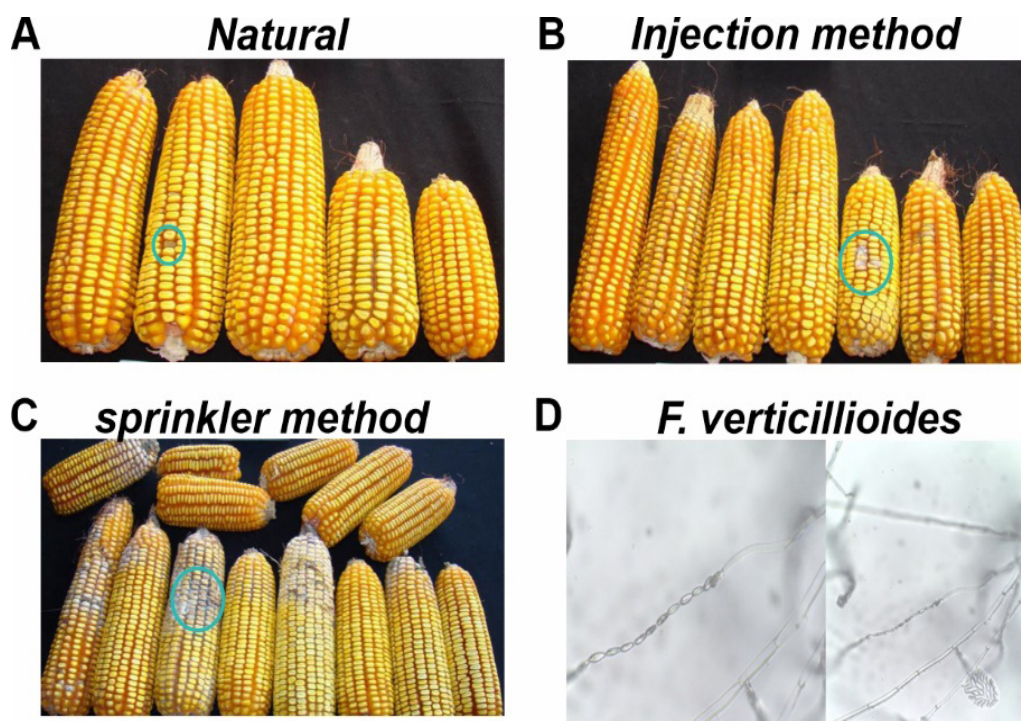 A Natural
B Injection method
C sprinkler method
D F. verticillioides